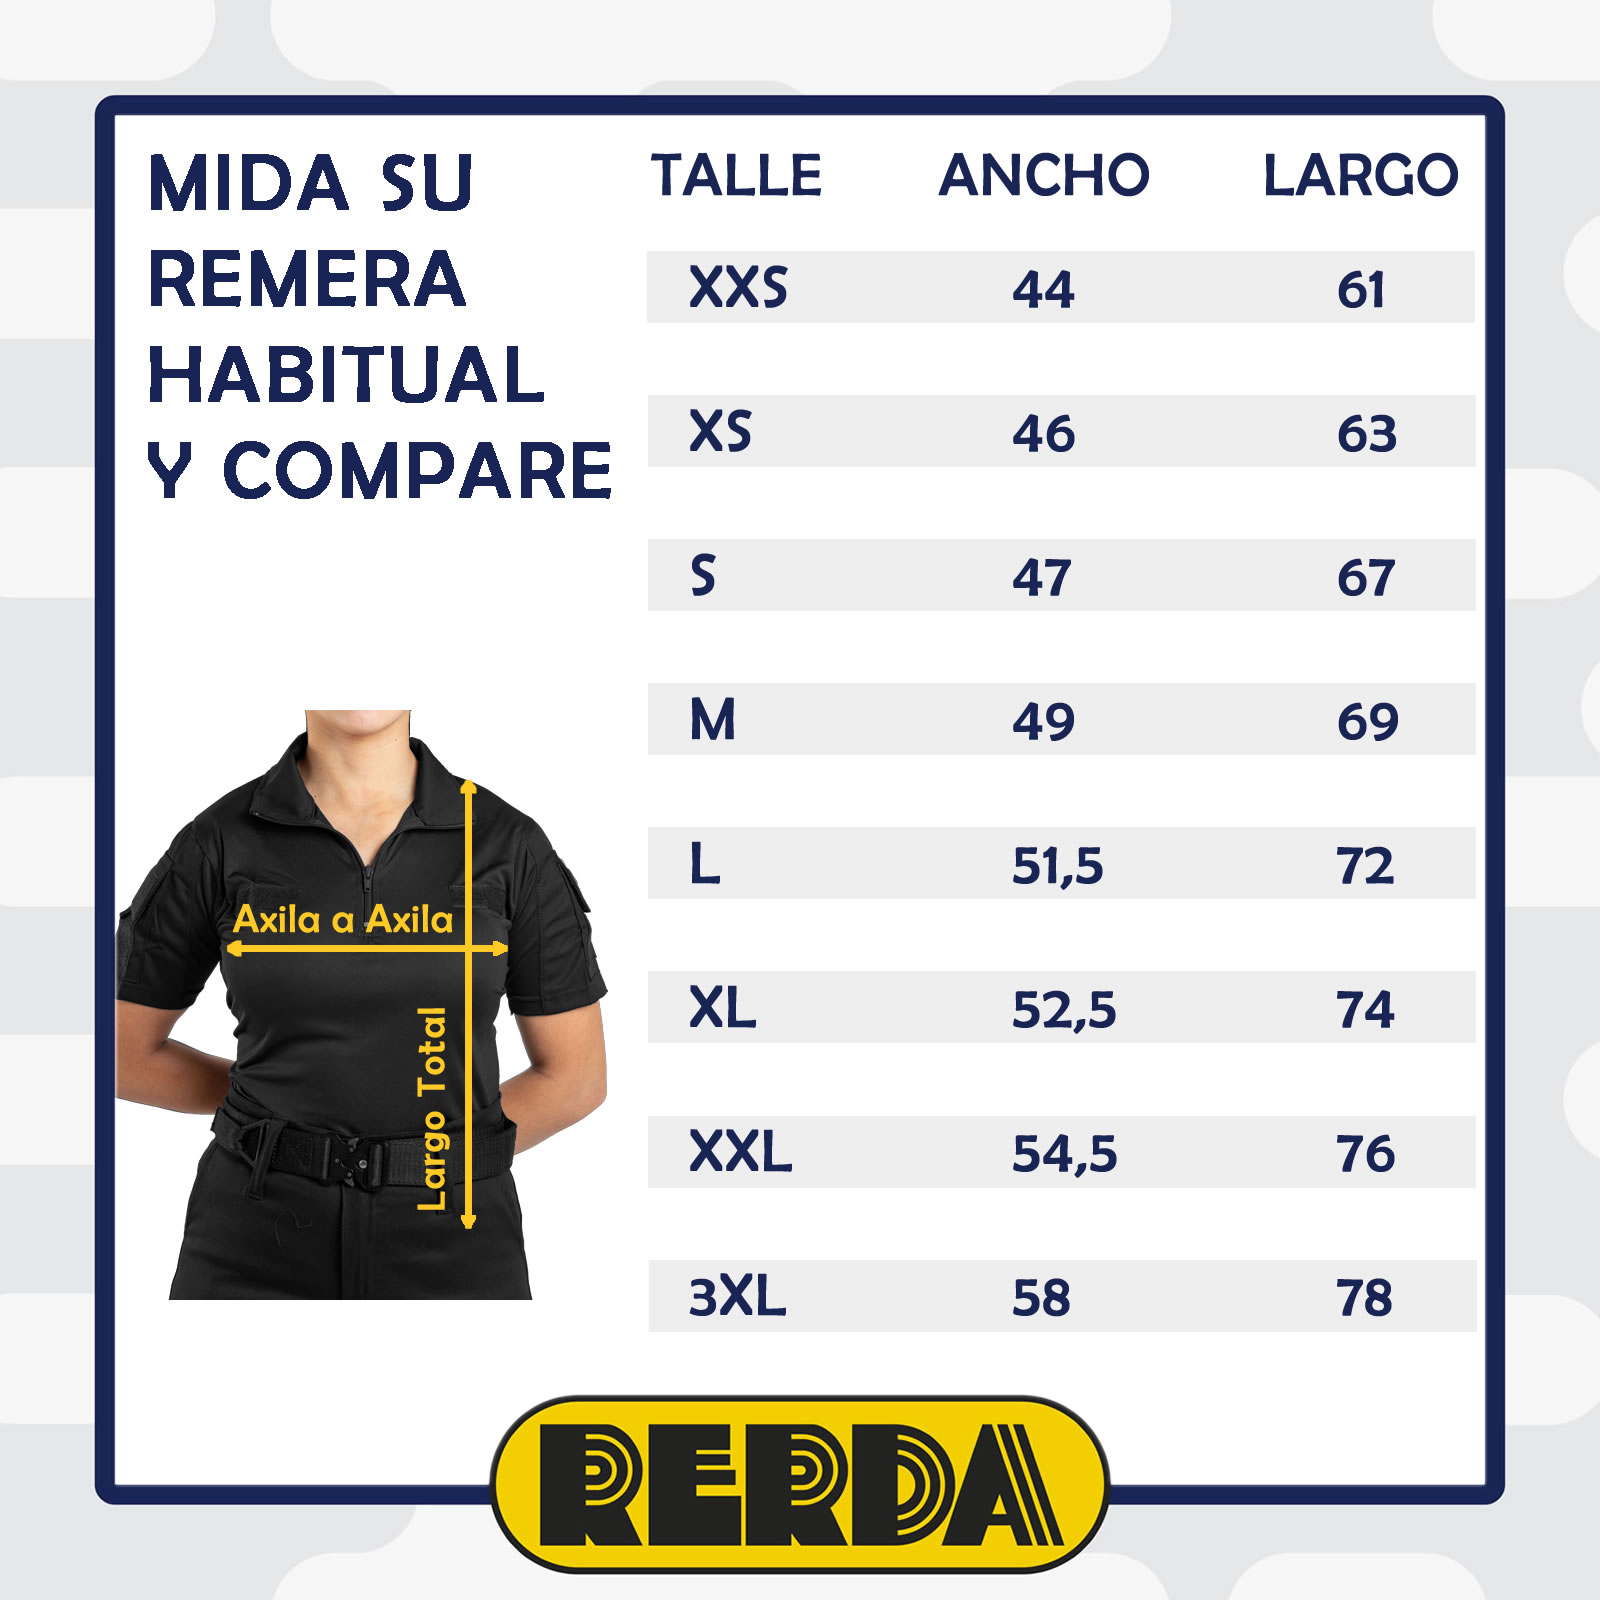 MIDA SU
REMERA
HABITUAL
Y COMPARE
TALLE ANCHO LARGO
XXS 44 61
XS 46 63
S 47 67
M 49 69
L 51,5 72
XL 52,5 74
XXL 54,5 76
3XL 58 78
Axila a Axila
Largo Total
RERDA